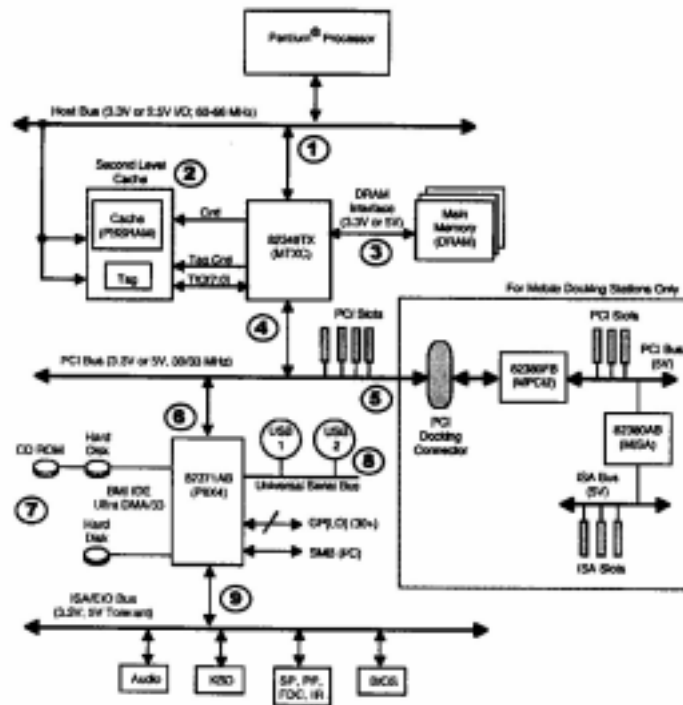 Pentium® Processor
Host Bus (3.3V or 2.5V I/O; 60-66 MHz)
1
Second Level
Cache
2
Cache
(PBSRAM)
Tag
Cntl
Tag Cntl
TIO[7:0]
(MTXC)
DRAM
Interface
(3.3V or 5V)
3
Main
Memory
(DRAM)
4
PCI Slots
PCI Bus (3.3V or 5V, 30/33 MHz)
5
For Mobile Docking Stations Only
PCI
Docking
Connector
PCI Slots
PCI Bus
(5V)
82380FB
(MPCI2)
82380AB
(MISA)
ISA Bus
(5V)
ISA Slots
6
CD ROM
Hard
Disk
BMI IDE
Ultra DMA/33
7
Hard
Disk
82371AB
(PIIX4)
USB
1
USB
2
8
Universal Serial Bus
GP[I,O] (30+)
SMB (I²C)
9
ISA/EIO Bus
(3.3V, 5V Tolerant)
Audio
KBD
SP, PP,
FDC, IR
BIOS